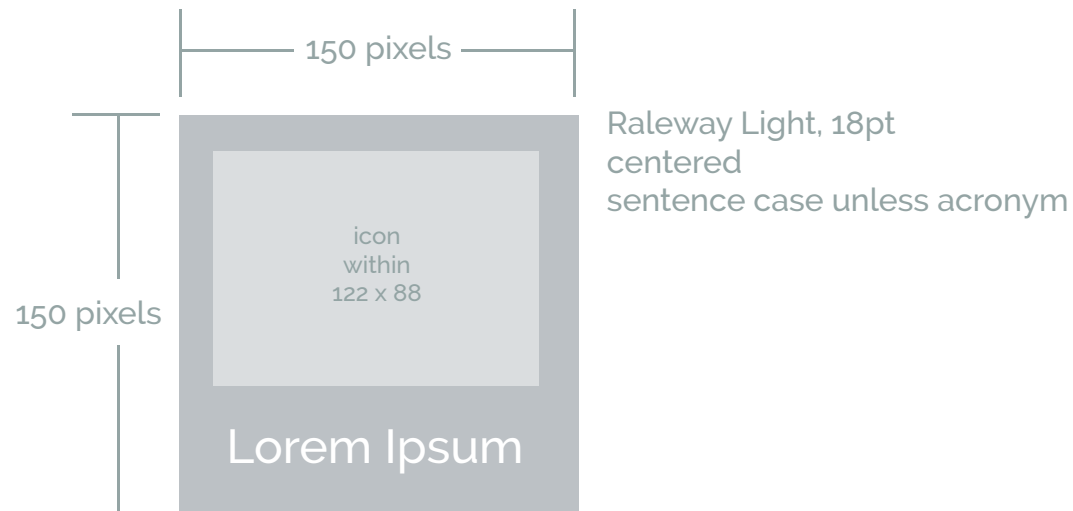 150 pixels
Raleway Light, 18pt
centered
sentence case unless acronym
icon
within
122 x 88
150 pixels
Lorem Ipsum